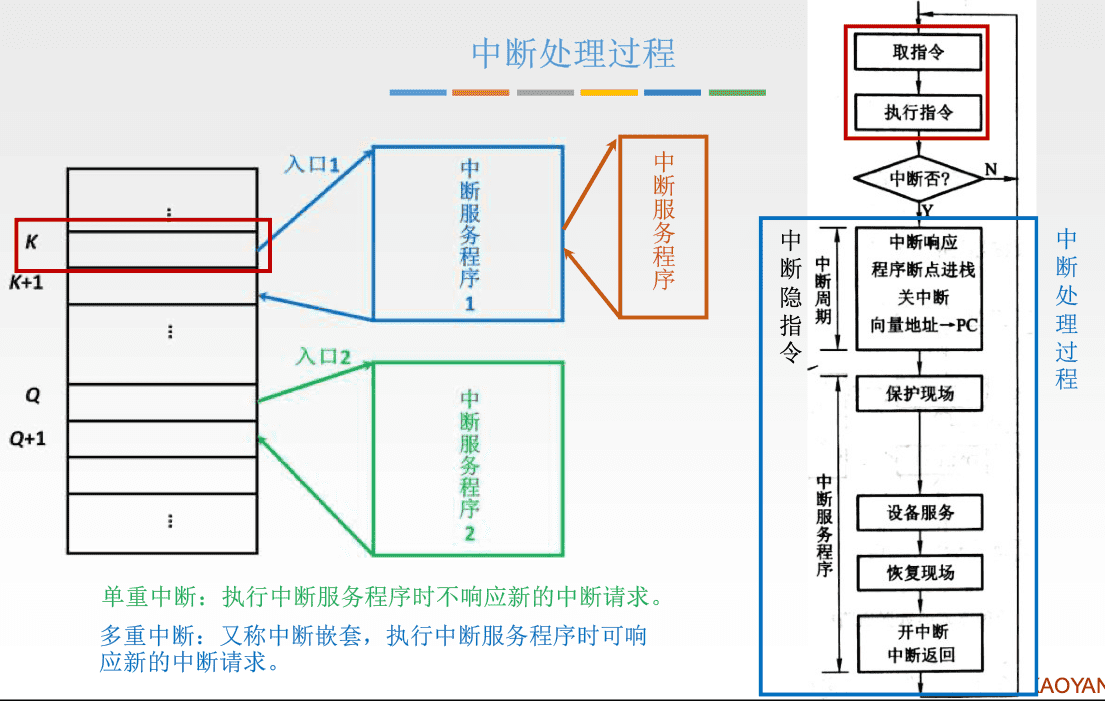 中断处理过程
入口1
中断服务程序1
中断服务程序
⋮
K
K+1
⋮
Q
Q+1
⋮
入口2
中断服务程序2
单重中断：执行中断服务程序时不响应新的中断请求。
多重中断：又称中断嵌套，执行中断服务程序时可响
应新的中断请求。
取指令
执行指令
中断否?
N
Y
中断隐指令
中断周期
中断响应
程序断点进栈
关中断
向量地址→PC
中断处理过程
中断服务程序
保护现场
设备服务
恢复现场
开中断
中断返回